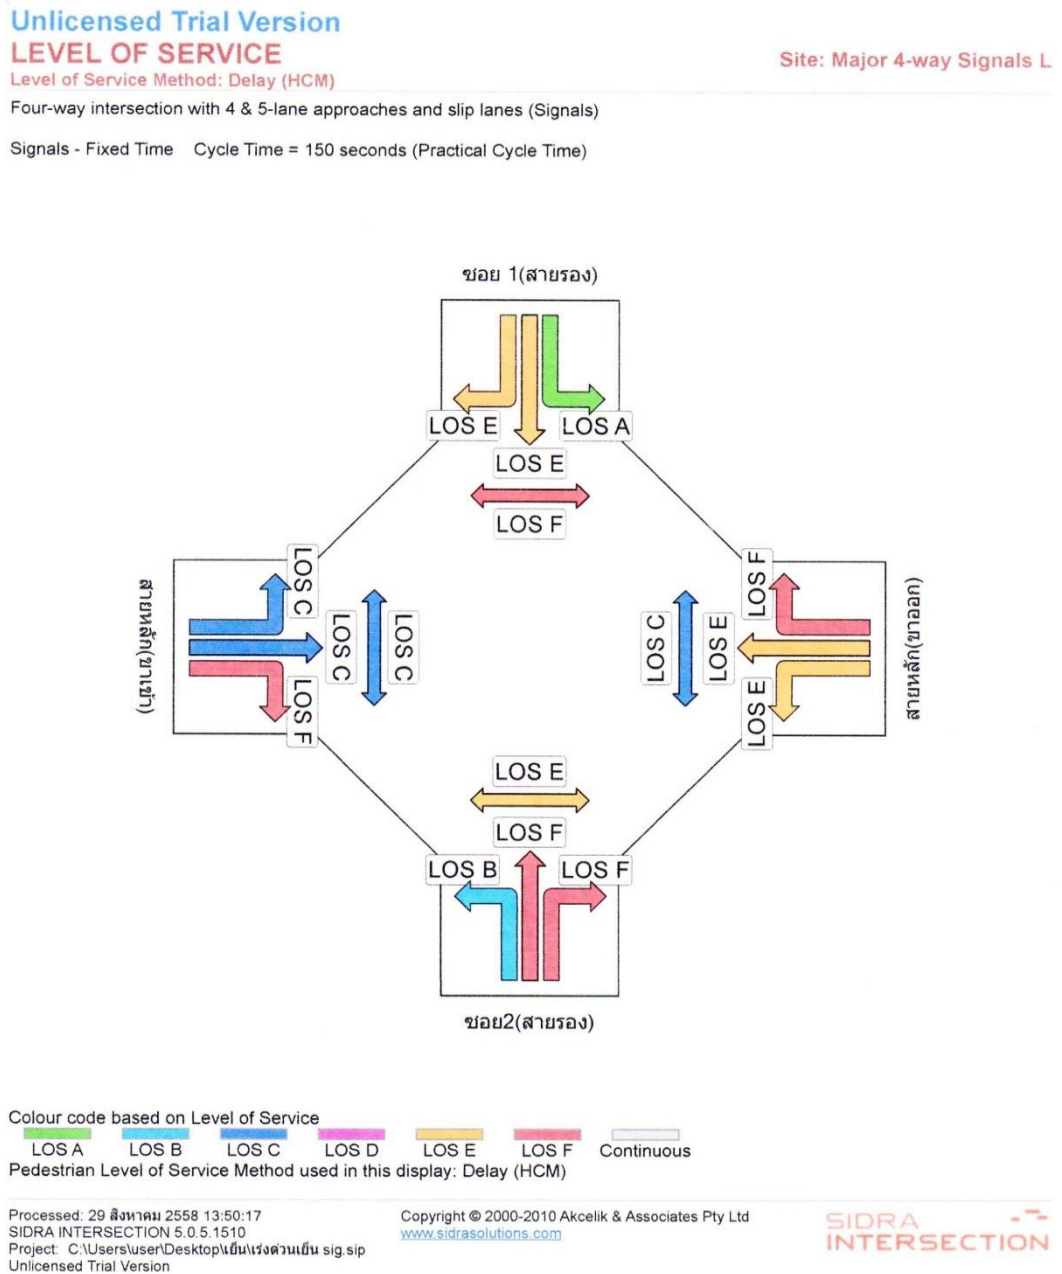 Unlicensed Trial Version
LEVEL OF SERVICE
Level of Service Method: Delay (HCM)
Site: Major 4-way Signals L
Four-way intersection with 4 & 5-lane approaches and slip lanes (Signals)
Signals - Fixed Time Cycle Time = 150 seconds (Practical Cycle Time)
ซอย 1(สายรอง)
LOS E
LOS A
LOS E
LOS F
LOS C
LOS C
LOS C
LOS F
สายหลัก(ขาเข้า)
LOS F
LOS C
LOS E
LOS E
สายหลัก(ขาออก)
LOS E
LOS F
LOS B
LOS F
ซอย2(สายรอง)
Colour code based on Level of Service
LOS A LOS B LOS C LOS D LOS E LOS F Continuous
Pedestrian Level of Service Method used in this display: Delay (HCM)
Processed: 29 สิงหาคม 2558 13:50:17
SIDRA INTERSECTION 5.0.5.1510
Project: C:\Users\user\Desktop\เย็น\เร่งด่วนเย็น sig.sip
Unlicensed Trial Version
Copyright © 2000-2010 Akcelik & Associates Pty Ltd
www.sidrasolutions.com
SIDRA
INTERSECTION